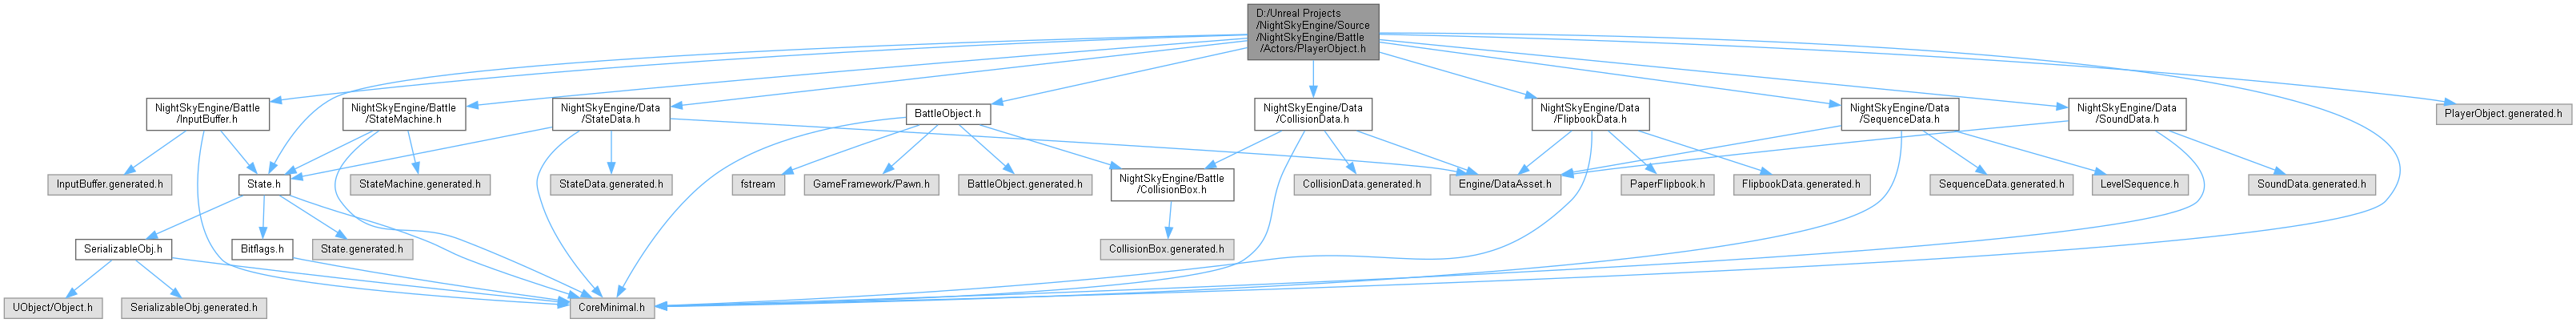 D:/Unreal Projects
/NightSkyEngine/Source
/NightSkyEngine/Battle
/Actors/PlayerObject.h
NightSkyEngine/Battle
/InputBuffer.h
NightSkyEngine/Battle
/StateMachine.h
NightSkyEngine/Data
/StateData.h
BattleObject.h
NightSkyEngine/Data
/CollisionData.h
NightSkyEngine/Data
/FlipbookData.h
NightSkyEngine/Data
/SequenceData.h
NightSkyEngine/Data
/SoundData.h
PlayerObject.generated.h
InputBuffer.generated.h
State.h
StateMachine.generated.h
StateData.generated.h
fstream
GameFramework/Pawn.h
BattleObject.generated.h
NightSkyEngine/Battle
/CollisionBox.h
CollisionData.generated.h
Engine/DataAsset.h
PaperFlipbook.h
FlipbookData.generated.h
SequenceData.generated.h
LevelSequence.h
SoundData.generated.h
SerializableObj.h
Bitflags.h
State.generated.h
CollisionBox.generated.h
UObject/Object.h
SerializableObj.generated.h
CoreMinimal.h